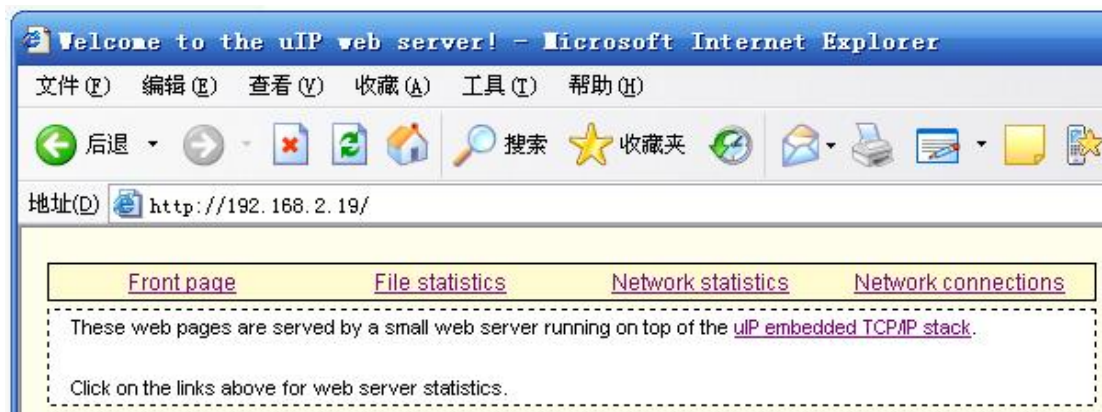 Welcome to the uIP web server! - Microsoft Internet Explorer
文件(F) 编辑(E) 查看(V) 收藏(A) 工具(T) 帮助(H)
后退 搜索 收藏夹
地址(D) http://192.168.2.19/
Front page File statistics Network statistics Network connections
These web pages are served by a small web server running on top of the uIP embedded TCP/IP stack.
Click on the links above for web server statistics.